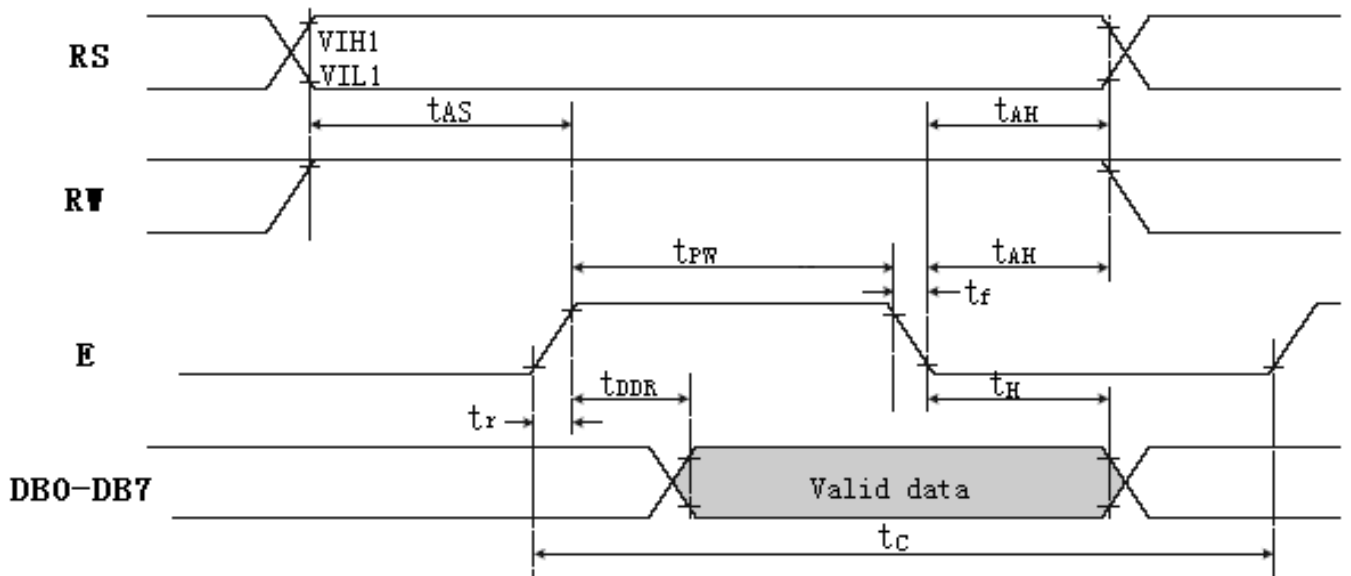 RS
VIH1
VIL1
tAS
tAH
RW
tPW
tAH
tf
E
tDDR
tH
tr
DB0-DB7
Valid data
tC